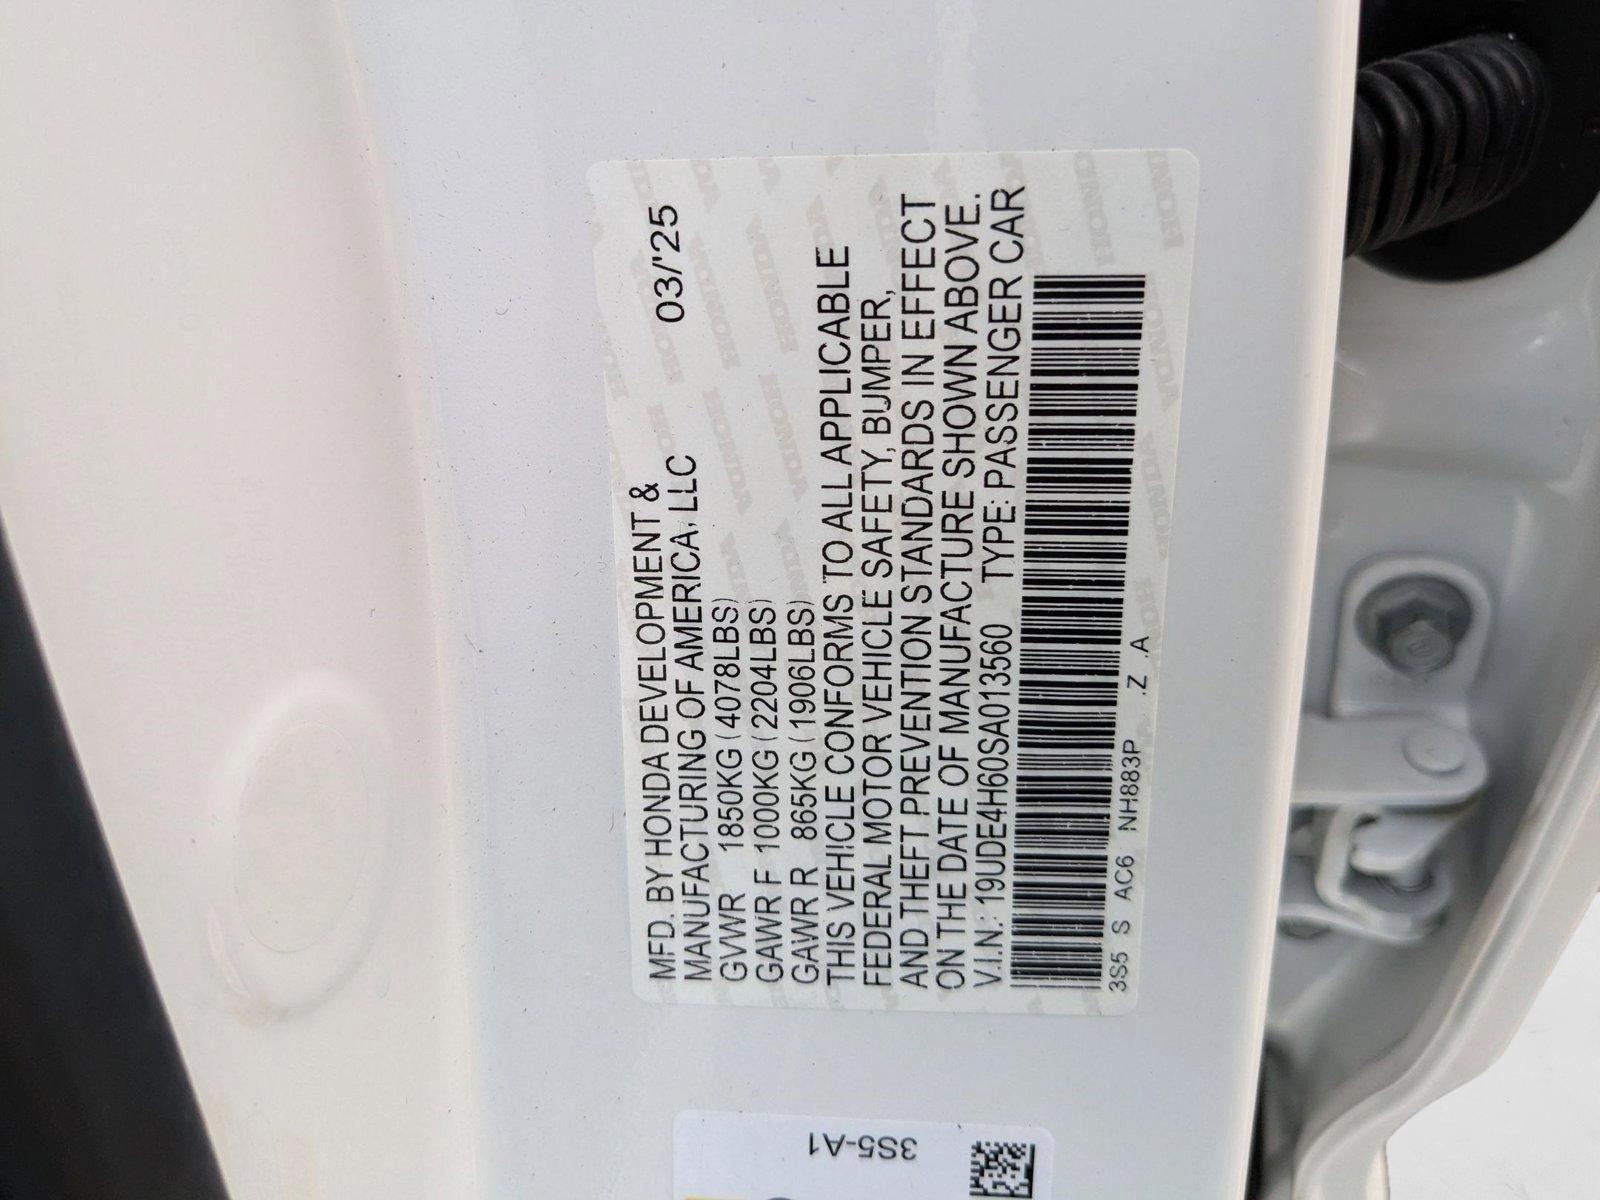 MFD. BY HONDA DEVELOPMENT &
MANUFACTURING OF AMERICA, LLC 03/'25
GVWR 1850KG (4078LBS)
GAWR F 1000KG (2204LBS)
GAWR R 865KG (1906LBS)
THIS VEHICLE CONFORMS TO ALL APPLICABLE
FEDERAL MOTOR VEHICLE SAFETY, BUMPER,
AND THEFT PREVENTION STANDARDS IN EFFECT
ON THE DATE OF MANUFACTURE SHOWN ABOVE.
V.I.N.: 19UDE4H60SA013560 TYPE: PASSENGER CAR
3S5 S AC6 NH883P .Z .A
3S5-A1